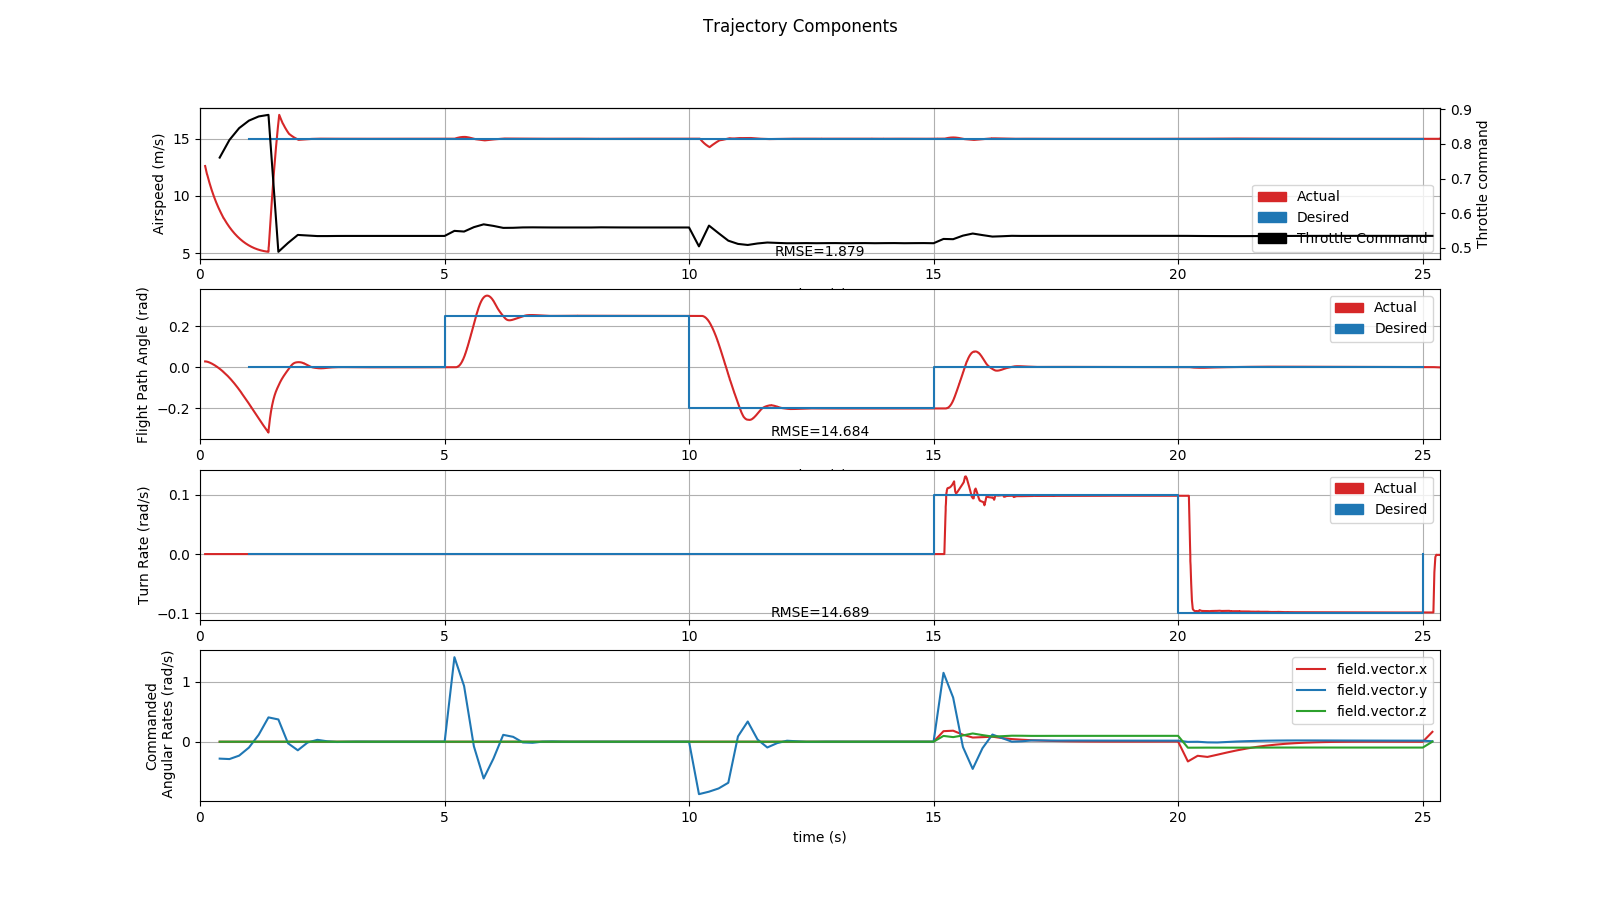 Trajectory Components
Airspeed (m/s)
15
10
5
0.9
0.8
0.7
0.6
0.5
Throttle command
Actual
Desired
Throttle Command
RMSE=1.879
0 5 10 15 20 25
Flight Path Angle (rad)
0.2
0.0
−0.2
Actual
Desired
RMSE=14.684
0 5 10 15 20 25
Turn Rate (rad/s)
0.1
0.0
−0.1
Actual
Desired
RMSE=14.689
0 5 10 15 20 25
Commanded
Angular Rates (rad/s)
1
0
field.vector.x
field.vector.y
field.vector.z
0 5 10 15 20 25
time (s)